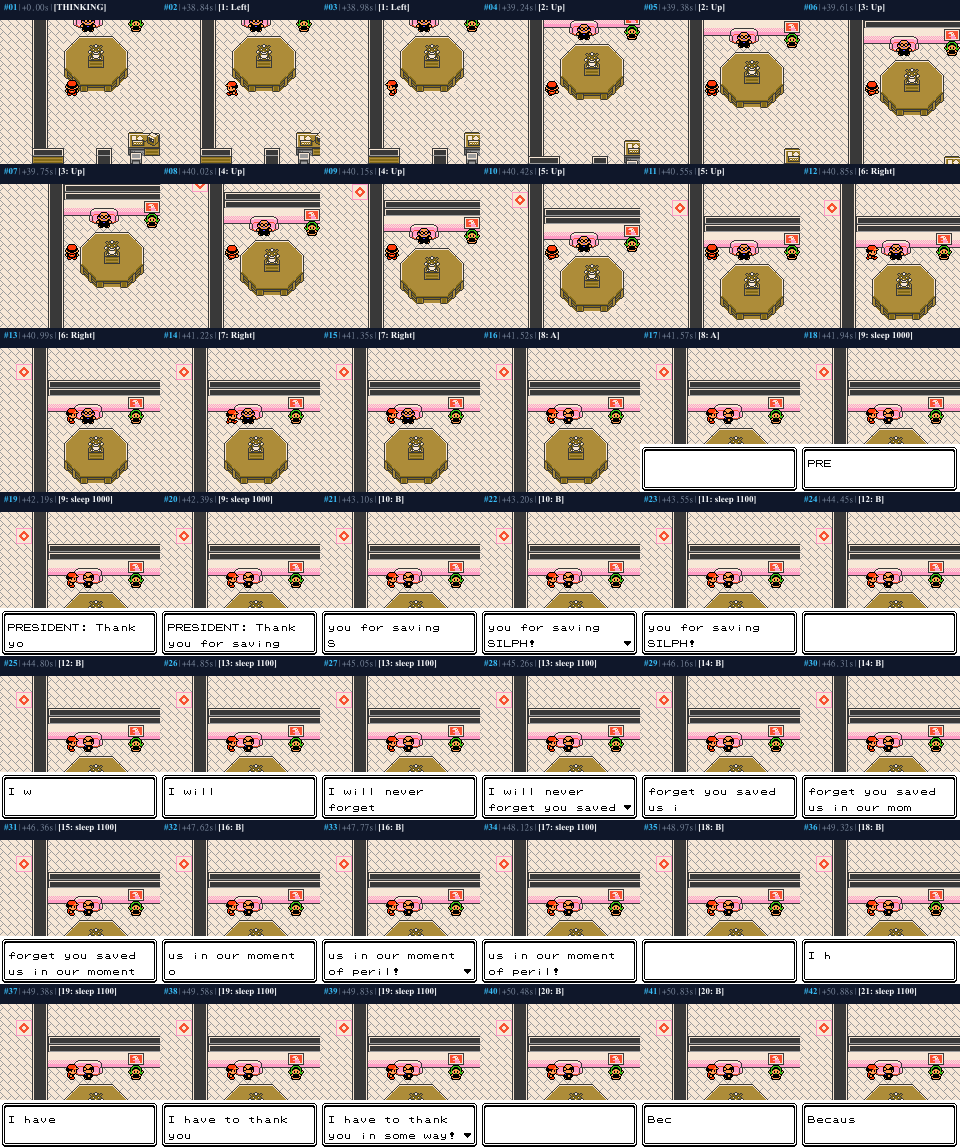 #01|+0.00s|[THINKING]
#02|+38.84s|[1: Left]
#03|+38.98s|[1: Left]
#04|+39.24s|[2: Up]
#05|+39.38s|[2: Up]
#06|+39.61s|[3: Up]
#07|+39.75s|[3: Up]
#08|+40.02s|[4: Up]
#09|+40.15s|[4: Up]
#10|+40.42s|[5: Up]
#11|+40.55s|[5: Up]
#12|+40.85s|[6: Right]
#13|+40.99s|[6: Right]
#14|+41.22s|[7: Right]
#15|+41.35s|[7: Right]
#16|+41.52s|[8: A]
#17|+41.57s|[8: A]
#18|+41.94s|[9: sleep 1000]
PRE
#19|+42.19s|[9: sleep 1000]
PRESIDENT: Thank
yo
#20|+42.39s|[9: sleep 1000]
PRESIDENT: Thank
you for saving
#21|+43.10s|[10: B]
you for saving
S
#22|+43.20s|[10: B]
you for saving
SILPH!
#23|+43.55s|[11: sleep 1100]
you for saving
SILPH!
#24|+44.45s|[12: B]
#25|+44.80s|[12: B]
I w
#26|+44.85s|[13: sleep 1100]
I will
#27|+45.05s|[13: sleep 1100]
I will never
forget
#28|+45.26s|[13: sleep 1100]
I will never
forget you saved
#29|+46.16s|[14: B]
forget you saved
us i
#30|+46.31s|[14: B]
forget you saved
us in our mom
#31|+46.36s|[15: sleep 1100]
forget you saved
us in our moment
#32|+47.62s|[16: B]
us in our moment
o
#33|+47.77s|[16: B]
us in our moment
of peril!
#34|+48.12s|[17: sleep 1100]
us in our moment
of peril!
#35|+48.97s|[18: B]
#36|+49.32s|[18: B]
I h
#37|+49.38s|[19: sleep 1100]
I have
#38|+49.58s|[19: sleep 1100]
I have to thank
you
#39|+49.83s|[19: sleep 1100]
I have to thank
you in some way!
#40|+50.48s|[20: B]
#41|+50.83s|[20: B]
Bec
#42|+50.88s|[21: sleep 1100]
Becaus